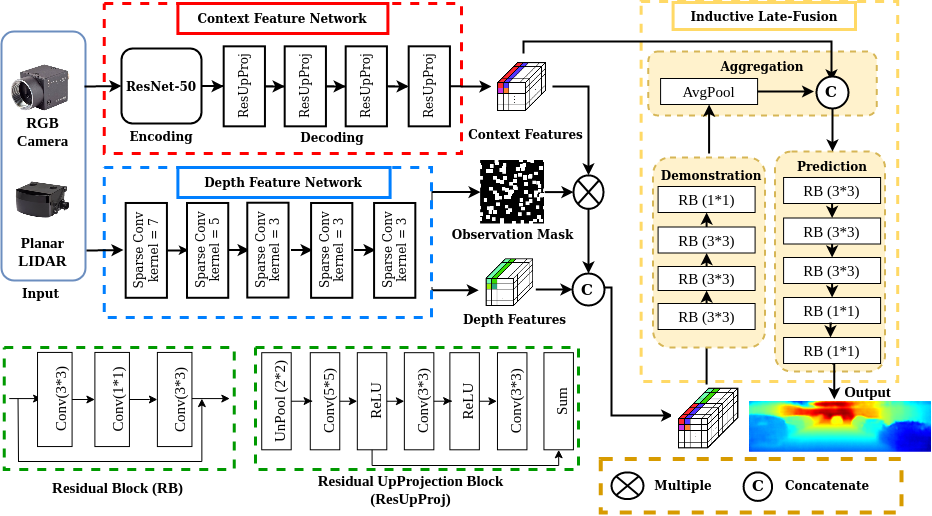 Context Feature Network
RGB
Camera
ResNet-50
Encoding
ResUpProj
ResUpProj
ResUpProj
ResUpProj
Decoding
Context Features
Planar
LIDAR
Input
Depth Feature Network
Sparse Conv
kernel = 7
Sparse Conv
kernel = 5
Sparse Conv
kernel = 3
Sparse Conv
kernel = 3
Sparse Conv
kernel = 3
Observation Mask
Depth Features
C
Inductive Late-Fusion
Aggregation
AvgPool
C
Demonstration
RB (1*1)
RB (3*3)
RB (3*3)
RB (3*3)
Prediction
RB (3*3)
RB (3*3)
RB (3*3)
RB (1*1)
RB (1*1)
Output
Conv(3*3)
Conv(1*1)
Conv(3*3)
Residual Block (RB)
UnPool (2*2)
Conv(5*5)
ReLU
Conv(3*3)
ReLU
Conv(3*3)
Sum
Residual UpProjection Block
(ResUpProj)
Multiple
C
Concatenate